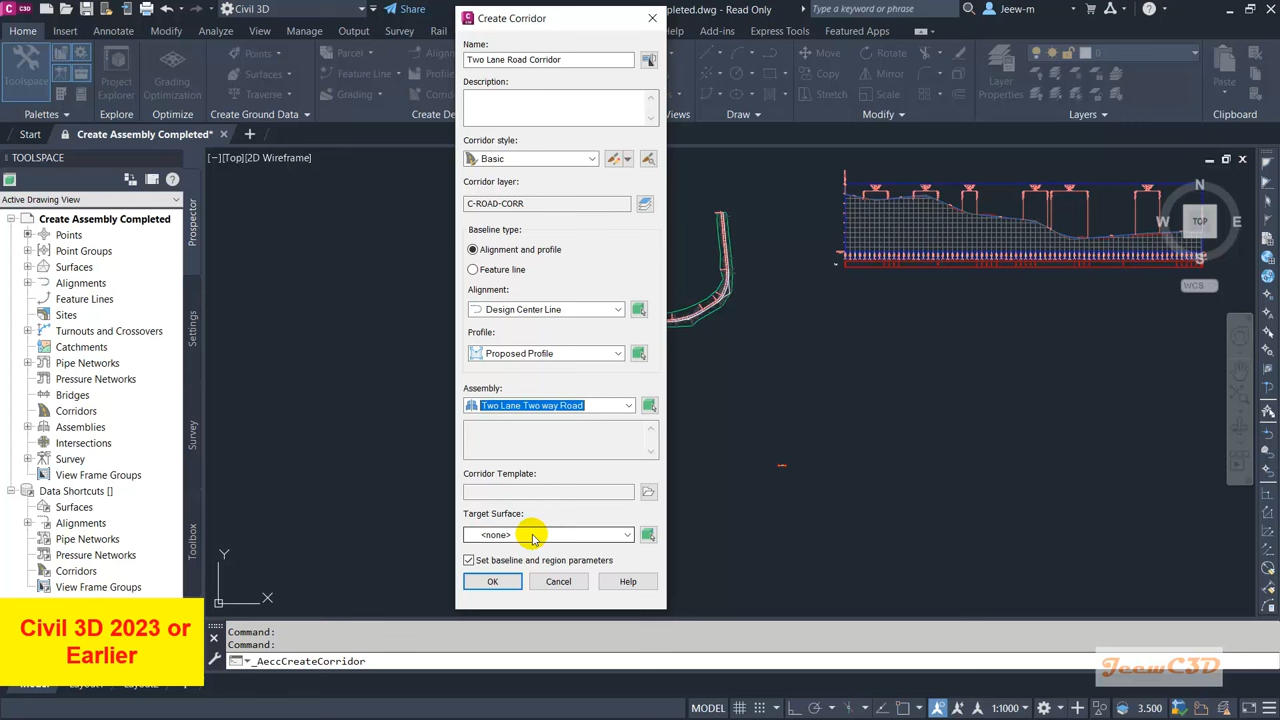 Civil 3D
Share
Completed.dwg - Read Only
Type a keyword or phrase
Jeew-m
Home Insert Annotate Modify Analyze View Manage Output Survey Rail
Add-ins Express Tools Featured Apps
Toolspace
Project
Explorer
Grading
Optimization
Points
Surfaces
Traverse
Parcel
Feature Line
Grading
Move Rotate
Copy Mirror
Stretch Scale
Layer
Properties
Paste
Palettes
Explore
Optimize
Create Ground Data
Draw
Modify
Layers
Clipboard
Start
Create Assembly Completed*
TOOLSPACE
[−][Top][2D Wireframe]
Active Drawing View
Create Assembly Completed
Points
Point Groups
Surfaces
Alignments
Feature Lines
Sites
Turnouts and Crossovers
Catchments
Pipe Networks
Pressure Networks
Bridges
Corridors
Assemblies
Intersections
Survey
View Frame Groups
Data Shortcuts []
Surfaces
Alignments
Pipe Networks
Pressure Networks
Corridors
View Frame Groups
Prospector
Settings
Survey
Create Corridor
Name:
Two Lane Road Corridor
Description:
Corridor style:
Basic
Corridor layer:
C-ROAD-CORR
Baseline type:
Alignment and profile
Feature line
Alignment:
Design Center Line
Profile:
Proposed Profile
Assembly:
Two Lane Two way Road
Corridor Template:
Target Surface:
<none>
Set baseline and region parameters
OK Cancel Help
N
W TOP E
S
WCS
Y
X
Civil 3D 2023 or
Earlier
Command:
Command:
_AeccCreateCorridor
JeewC3D
MODEL
1:1000
3.500